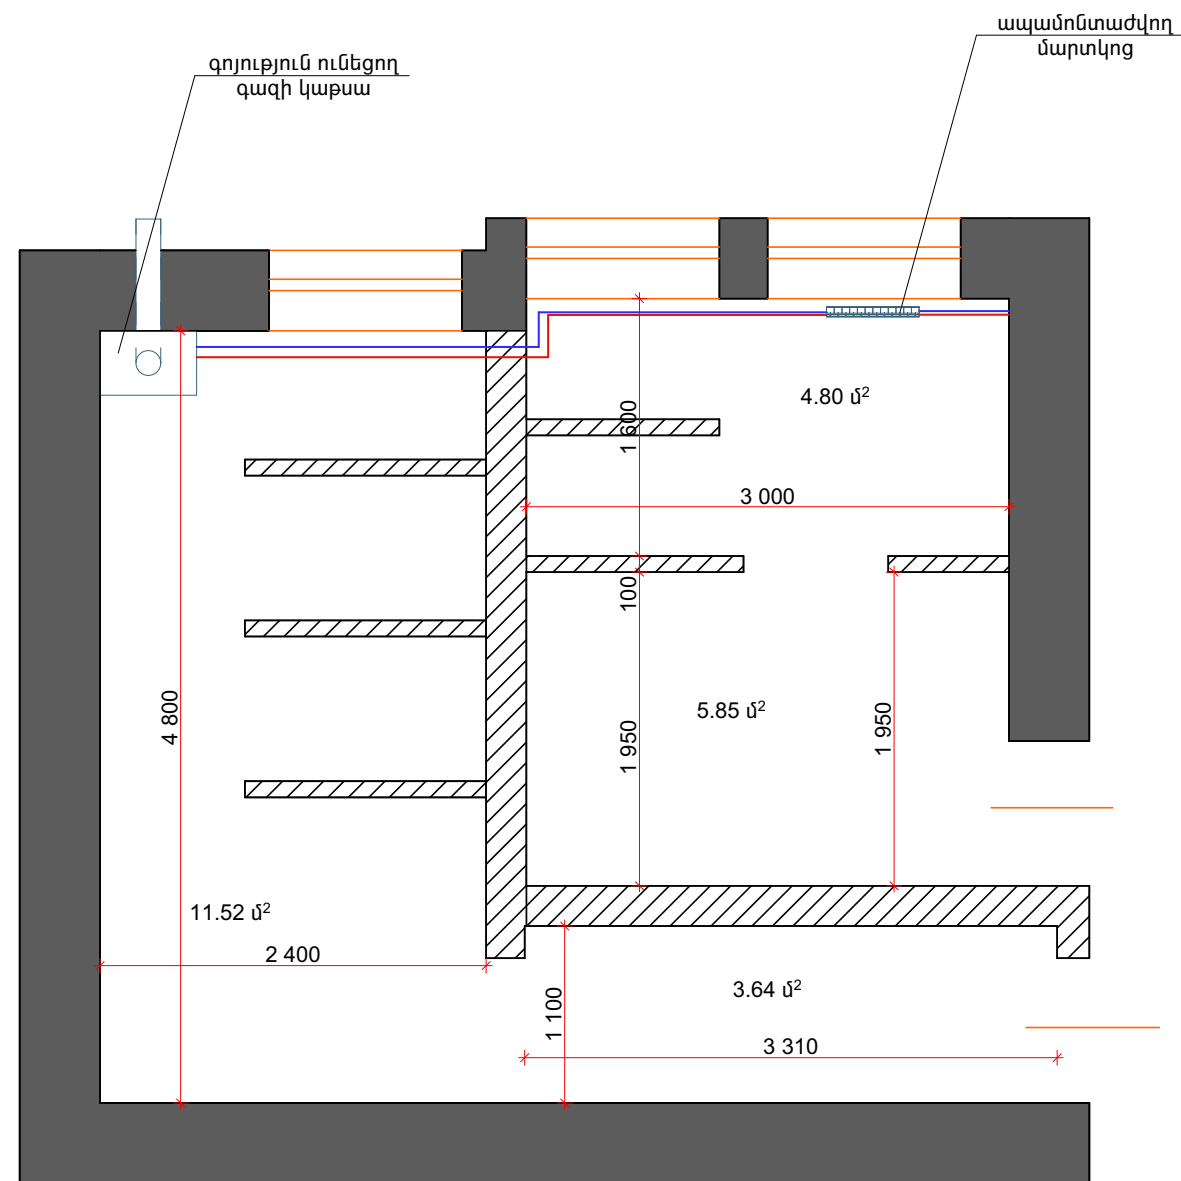 ապամոնտաժվող
մարտկոց
գոյություն ունեցող
գազի կաթսա
4.80 մ²
1 600
3 000
100
4 800
5.85 մ²
1 950
1 950
11.52 մ²
2 400
3.64 մ²
1 100
3 310